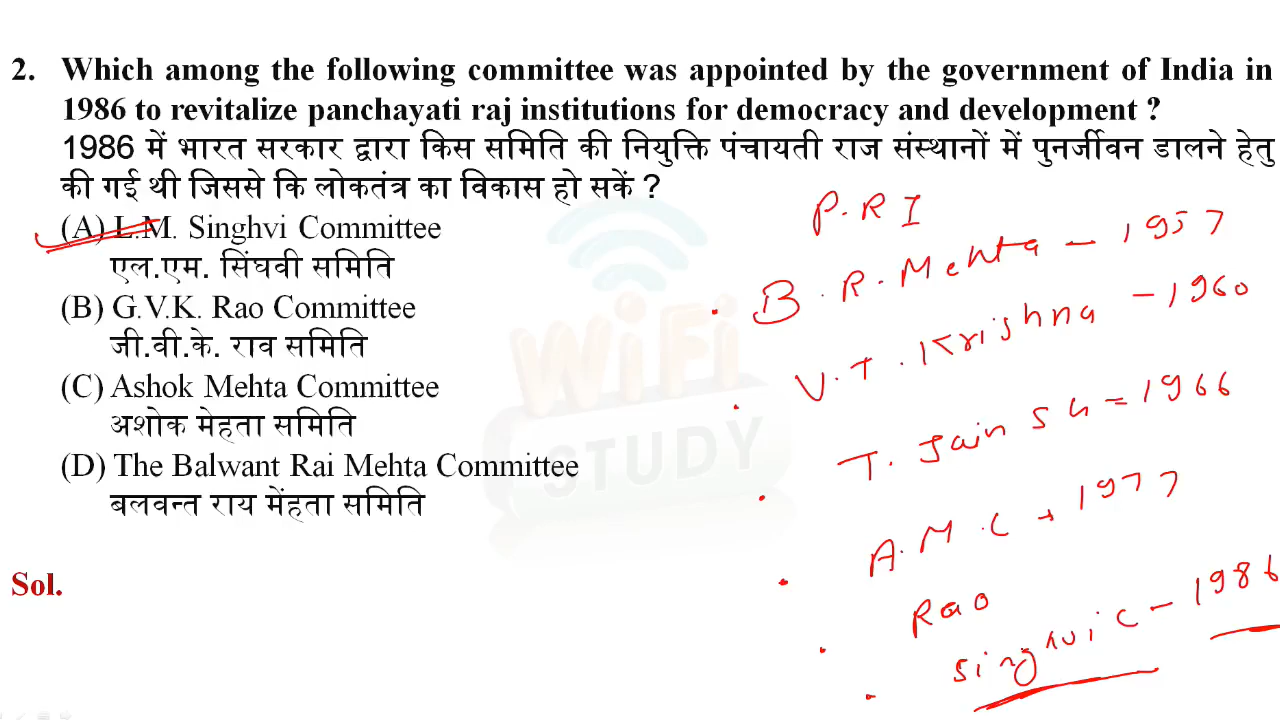 2. Which among the following committee was appointed by the government of India in
1986 to revitalize panchayati raj institutions for democracy and development ?
1986 में भारत सरकार द्वारा किस समिति की नियुक्ति पंचायती राज संस्थानों में पुनर्जीवन डालने हेतु
की गई थी जिससे कि लोकतंत्र का विकास हो सकें ?
(A) L.M. Singhvi Committee
एल.एम. सिंघवी समिति
(B) G.V.K. Rao Committee
जी.वी.के. राव समिति
(C) Ashok Mehta Committee
अशोक मेहता समिति
(D) The Balwant Rai Mehta Committee
बलवन्त राय मेंहता समिति
Sol.
P.R I
B.R.Mehta - 1957
V.T.Krishna - 1960
T. Jain S = 1966
A.M.C → 1977
Rao
Singhvi C - 1986
WiFi
STUDY